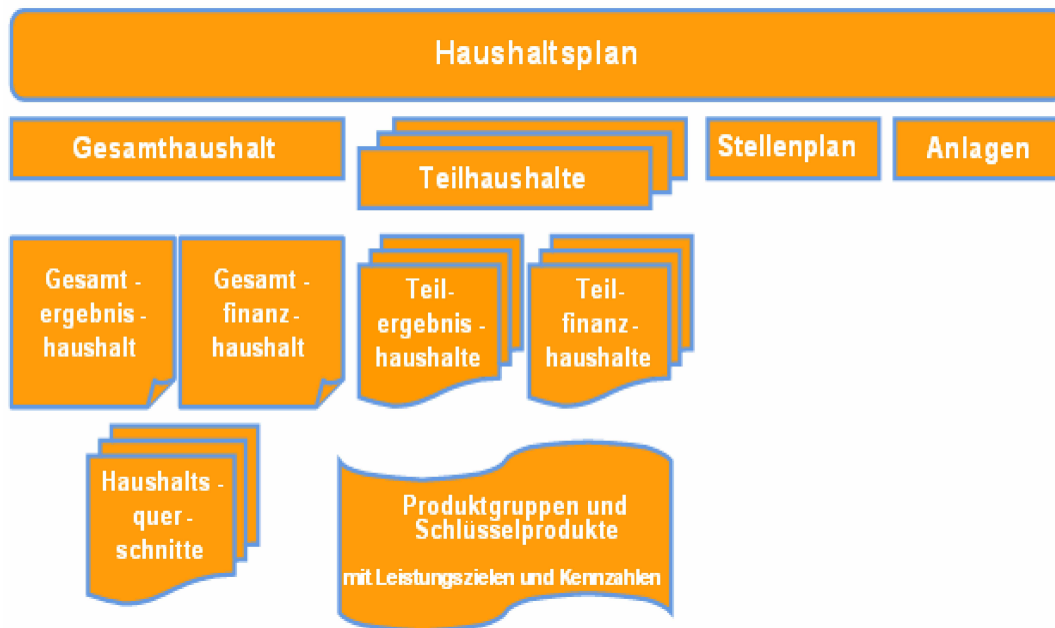 Haushaltsplan
Gesamthaushalt
Teilhaushalte
Stellenplan
Anlagen
Gesamt -
ergebnis -
haushalt
Gesamt -
finanz-
haushalt
Teil-
ergebnis -
haushalte
Teil-
finanz-
haushalte
Haushalts -
quer -
schnitte
Produktgruppen und
Schlüsselprodukte
mit Leistungszielen und Kennzahlen